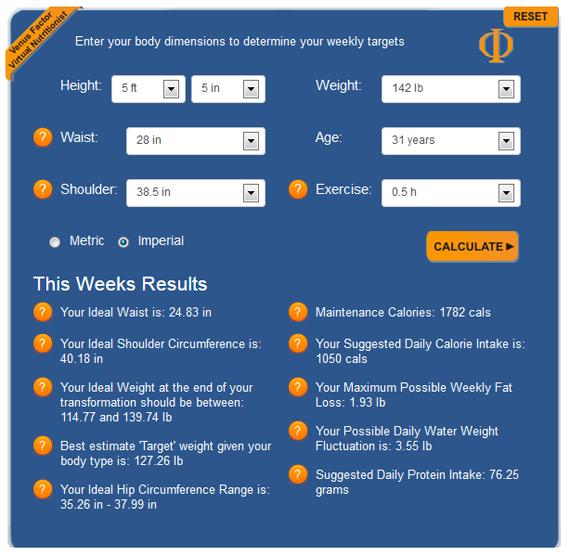 Venus Factor
Virtual Nutritionist
RESET
Enter your body dimensions to determine your weekly targets
Φ
Height: 5 ft 5 in
Weight: 142 lb
? Waist: 28 in
Age: 31 years
? Shoulder: 38.5 in
? Exercise: 0.5 h
Metric Imperial
CALCULATE
This Weeks Results
? Your Ideal Waist is: 24.83 in
? Your Ideal Shoulder Circumference is:
40.18 in
? Your Ideal Weight at the end of your
transformation should be between:
114.77 and 139.74 lb
? Best estimate 'Target' weight given your
body type is: 127.26 lb
? Your Ideal Hip Circumference Range is:
35.26 in - 37.99 in
? Maintenance Calories: 1782 cals
? Your Suggested Daily Calorie Intake is:
1050 cals
? Your Maximum Possible Weekly Fat
Loss: 1.93 lb
? Your Possible Daily Water Weight
Fluctuation is: 3.55 lb
? Suggested Daily Protein Intake: 76.25
grams